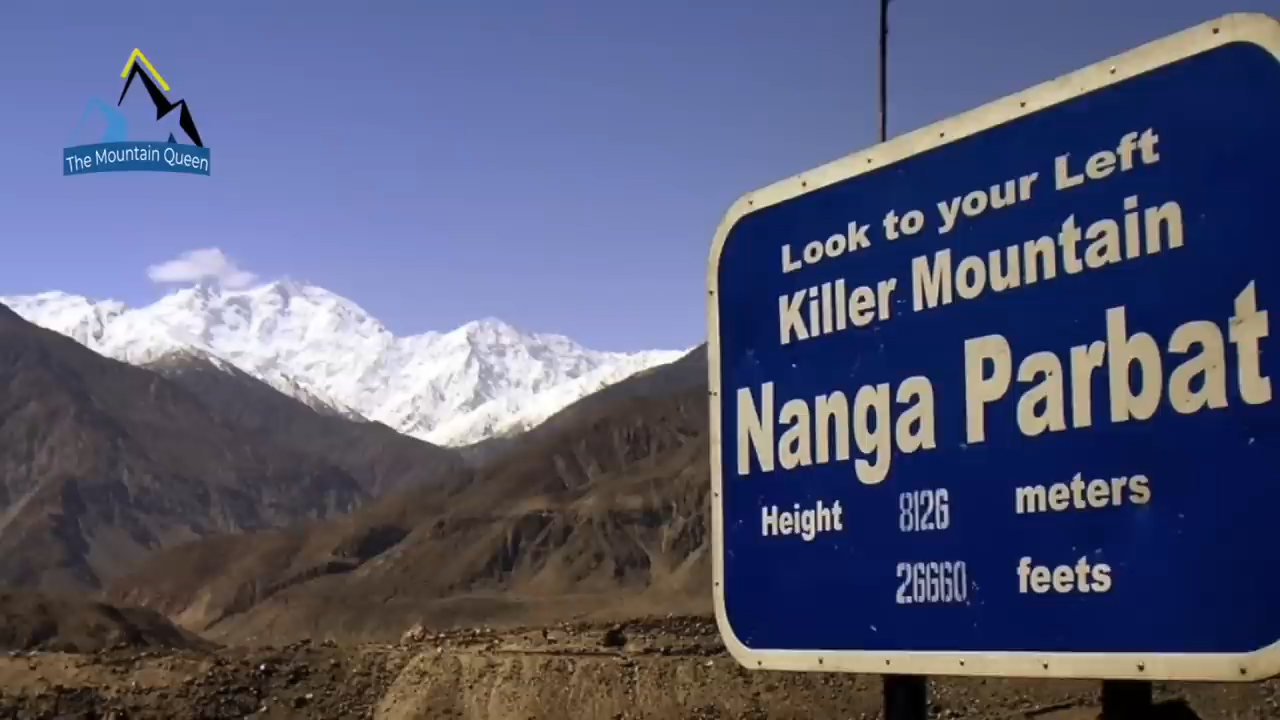 The Mountain Queen
Look to your Left
Killer Mountain
Nanga Parbat
Height 8126 meters
26660 feets